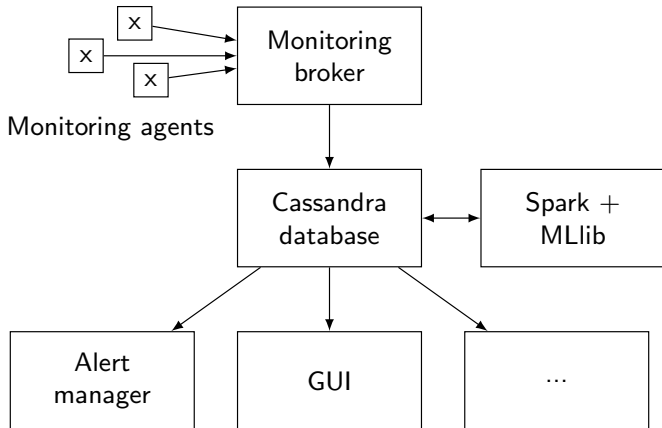 x
x
x
Monitoring
broker
Monitoring agents
Cassandra
database
Spark +
MLlib
Alert
manager
GUI
...